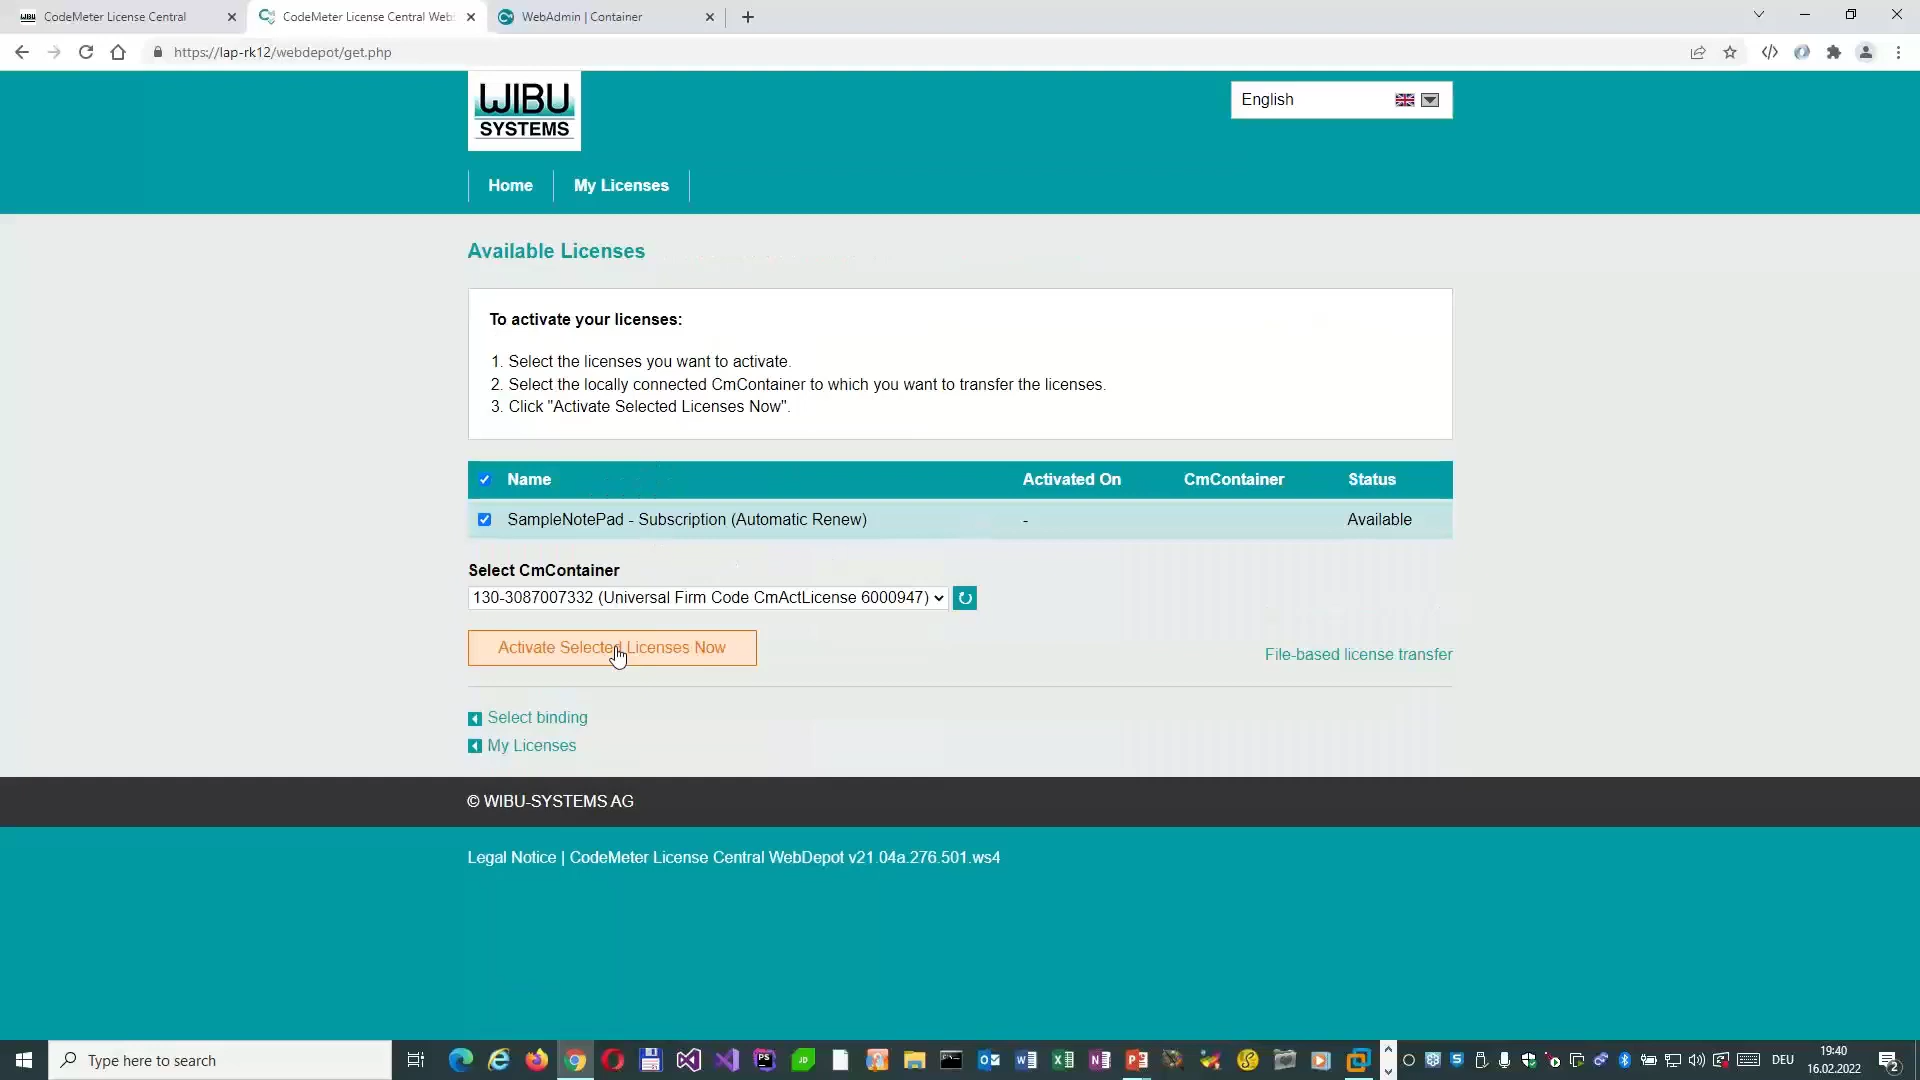 CodeMeter License Central
CodeMeter License Central Web
WebAdmin | Container
https://lap-rk12/webdepot/get.php
WIBU
SYSTEMS
English
Home
My Licenses
Available Licenses
To activate your licenses:
1. Select the licenses you want to activate.
2. Select the locally connected CmContainer to which you want to transfer the licenses.
3. Click "Activate Selected Licenses Now".
Name Activated On CmContainer Status
SampleNotePad - Subscription (Automatic Renew) - Available
Select CmContainer
130-3087007332 (Universal Firm Code CmActLicense 6000947)
Activate Selected Licenses Now
File-based license transfer
Select binding
My Licenses
© WIBU-SYSTEMS AG
Legal Notice | CodeMeter License Central WebDepot v21.04a.276.501.ws4
Type here to search
DEU
19:40
16.02.2022
2